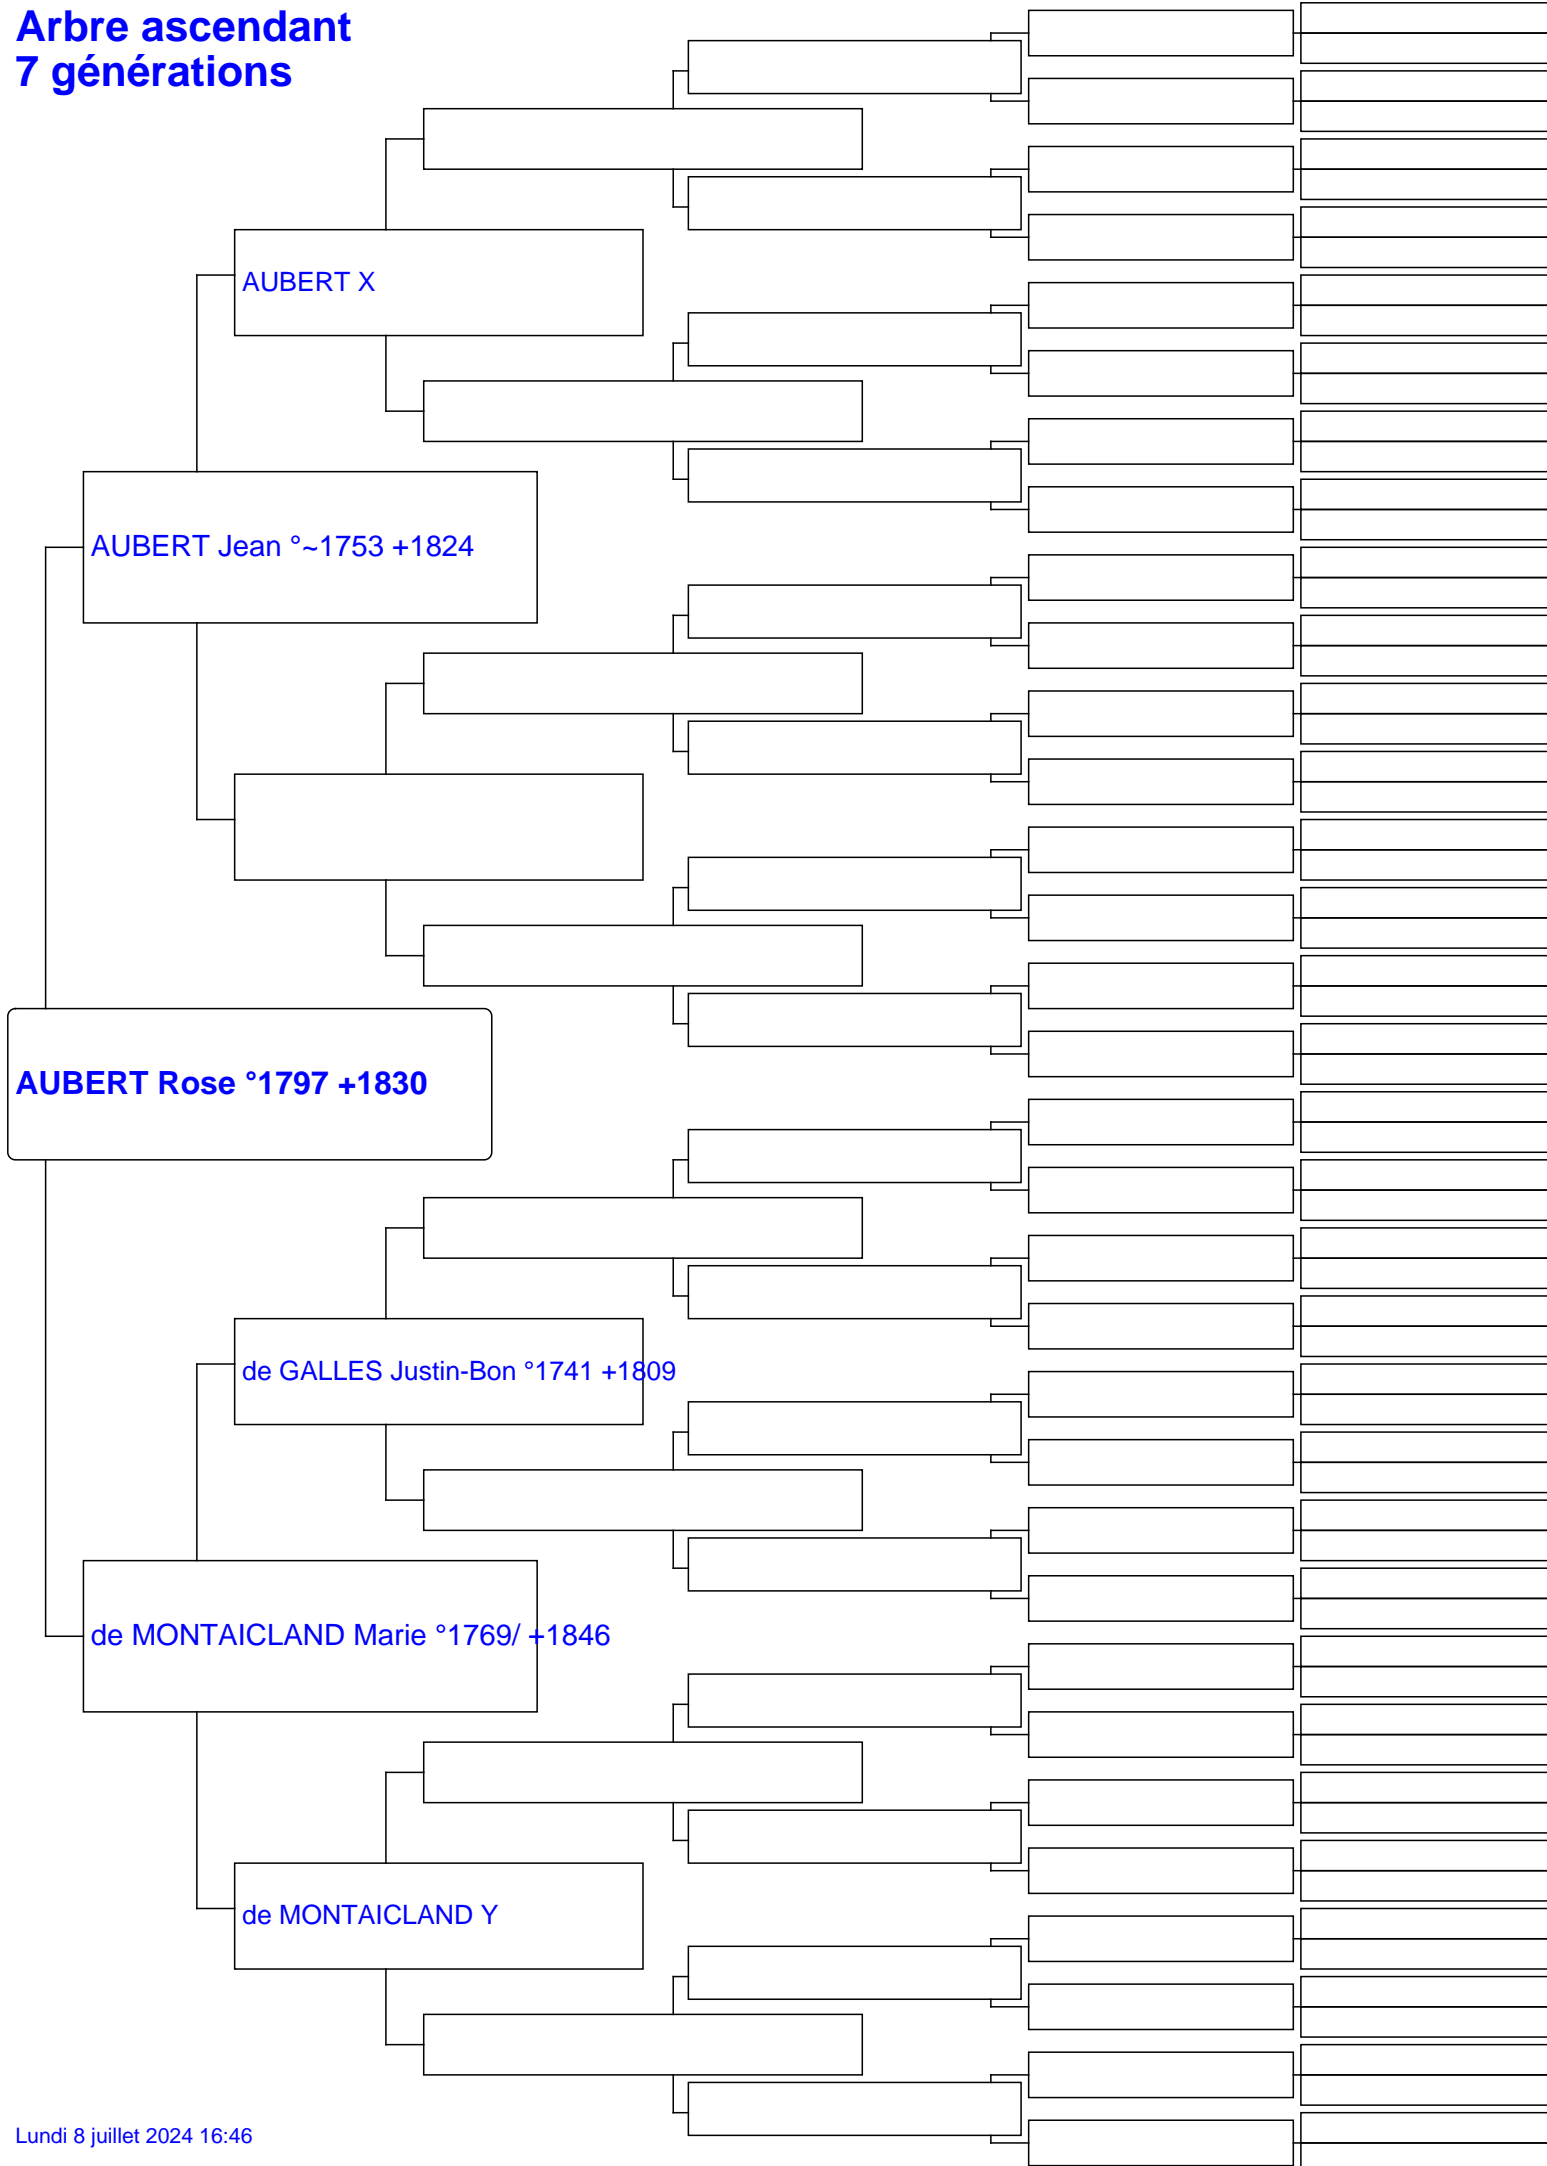 Arbre ascendant
7 générations
AUBERT X
AUBERT Jean °~1753 +1824
AUBERT Rose °1797 +1830
de GALLES Justin-Bon °1741 +1809
de MONTAICLAND Marie °1769/ +1846
de MONTAICLAND Y
Lundi 8 juillet 2024 16:46